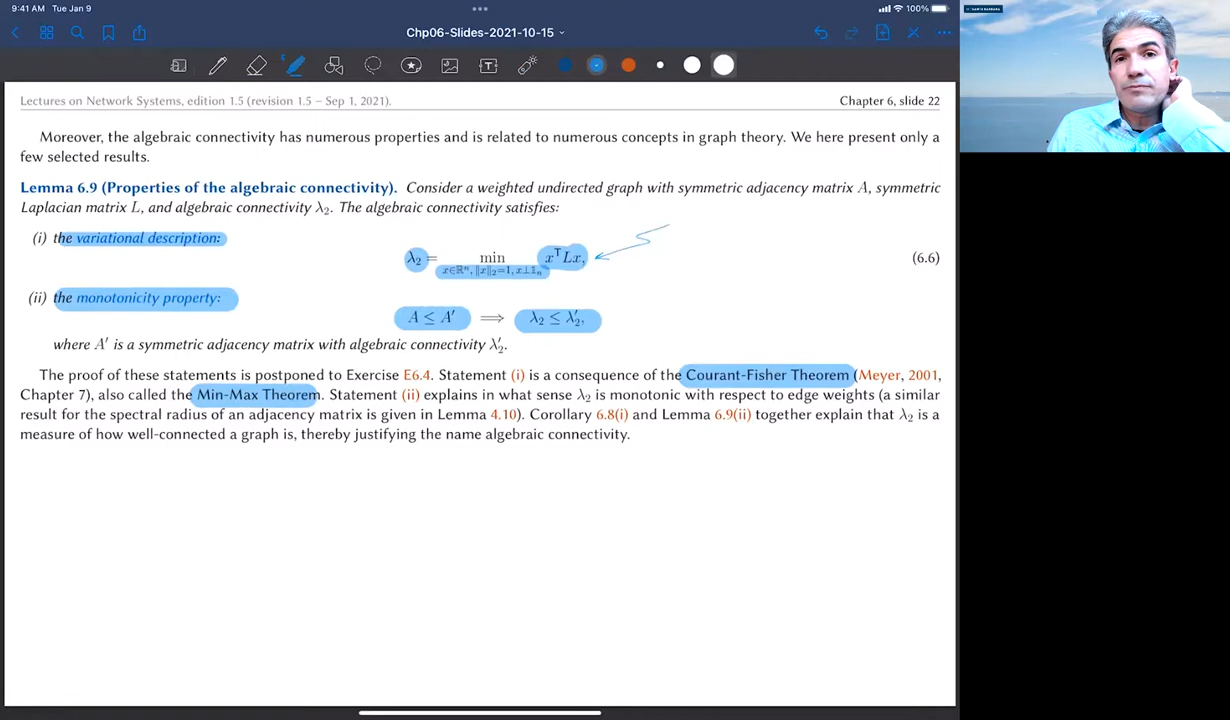 9:41 AM Tue Jan 9
100%
Chp06-Slides-2021-10-15
Lectures on Network Systems, edition 1.5 (revision 1.5 – Sep 1, 2021).
Chapter 6, slide 22
Moreover, the algebraic connectivity has numerous properties and is related to numerous concepts in graph theory. We here present only a
few selected results.
Lemma 6.9 (Properties of the algebraic connectivity). Consider a weighted undirected graph with symmetric adjacency matrix A, symmetric
Laplacian matrix L, and algebraic connectivity λ₂. The algebraic connectivity satisfies:
(i) the variational description:
λ₂ = min x⊤Lx, (6.6)
x∈ℝⁿ, ‖x‖₂=1, x⊥𝟙ₙ
(ii) the monotonicity property:
A ≤ A′ ⟹ λ₂ ≤ λ₂′,
where A′ is a symmetric adjacency matrix with algebraic connectivity λ₂′.
The proof of these statements is postponed to Exercise E6.4. Statement (i) is a consequence of the Courant-Fisher Theorem (Meyer, 2001,
Chapter 7), also called the Min-Max Theorem. Statement (ii) explains in what sense λ₂ is monotonic with respect to edge weights (a similar
result for the spectral radius of an adjacency matrix is given in Lemma 4.10). Corollary 6.8(i) and Lemma 6.9(ii) together explain that λ₂ is a
measure of how well-connected a graph is, thereby justifying the name algebraic connectivity.